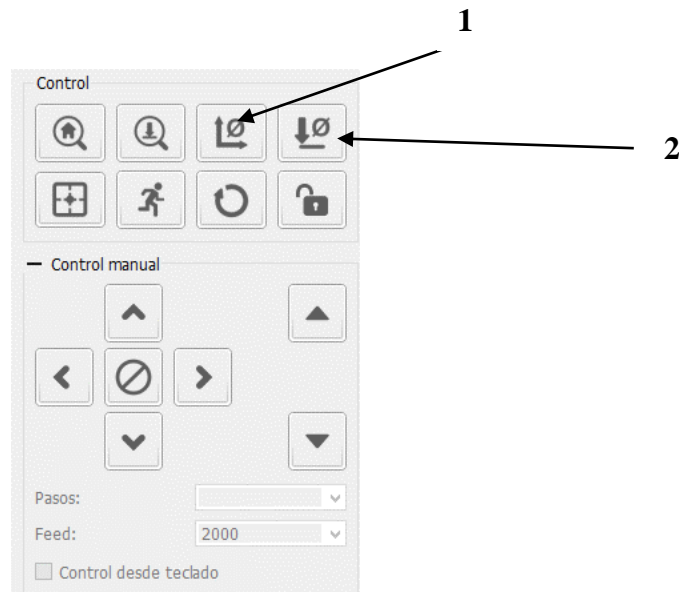 1
Control
2
Control manual
Pasos:
Feed: 2000
Control desde teclado